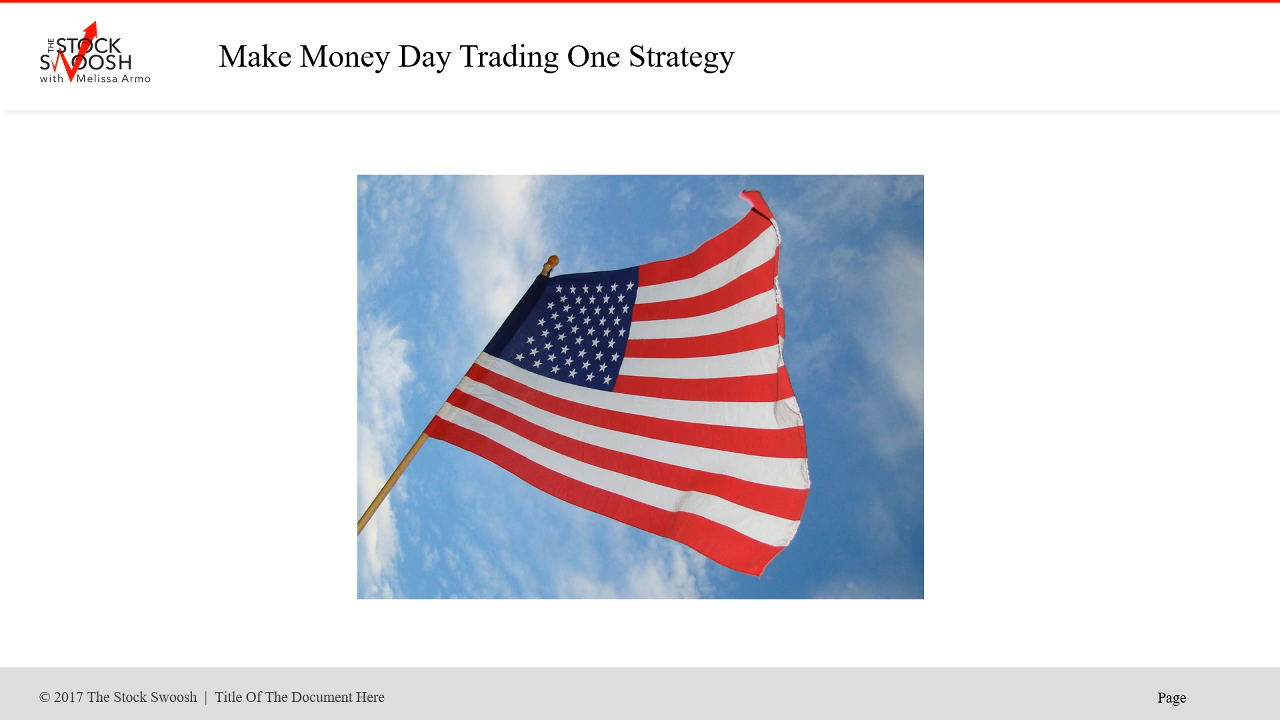 THE STOCK
SWOOSH
with Melissa Armo
Make Money Day Trading One Strategy
© 2017 The Stock Swoosh | Title Of The Document Here
Page